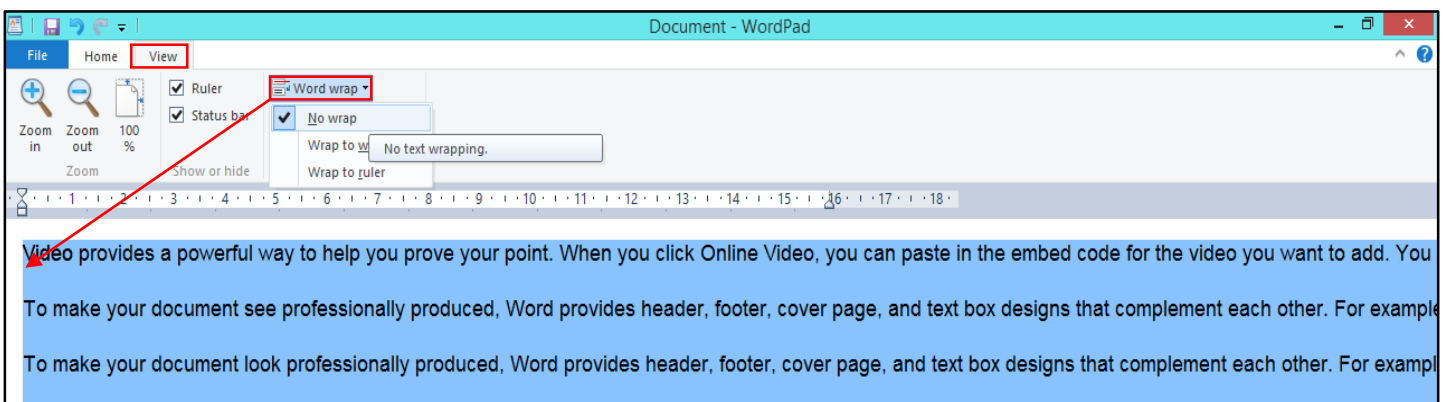 Document - WordPad
File Home View
Zoom in
Zoom out
100 %
Zoom
Ruler
Status bar
Show or hide
Word wrap
No wrap
Wrap to w
No text wrapping.
Wrap to ruler
1 2 3 4 5 6 7 8 9 10 11 12 13 14 15 16 17 18
Video provides a powerful way to help you prove your point. When you click Online Video, you can paste in the embed code for the video you want to add. You
To make your document see professionally produced, Word provides header, footer, cover page, and text box designs that complement each other. For example
To make your document look professionally produced, Word provides header, footer, cover page, and text box designs that complement each other. For exampl